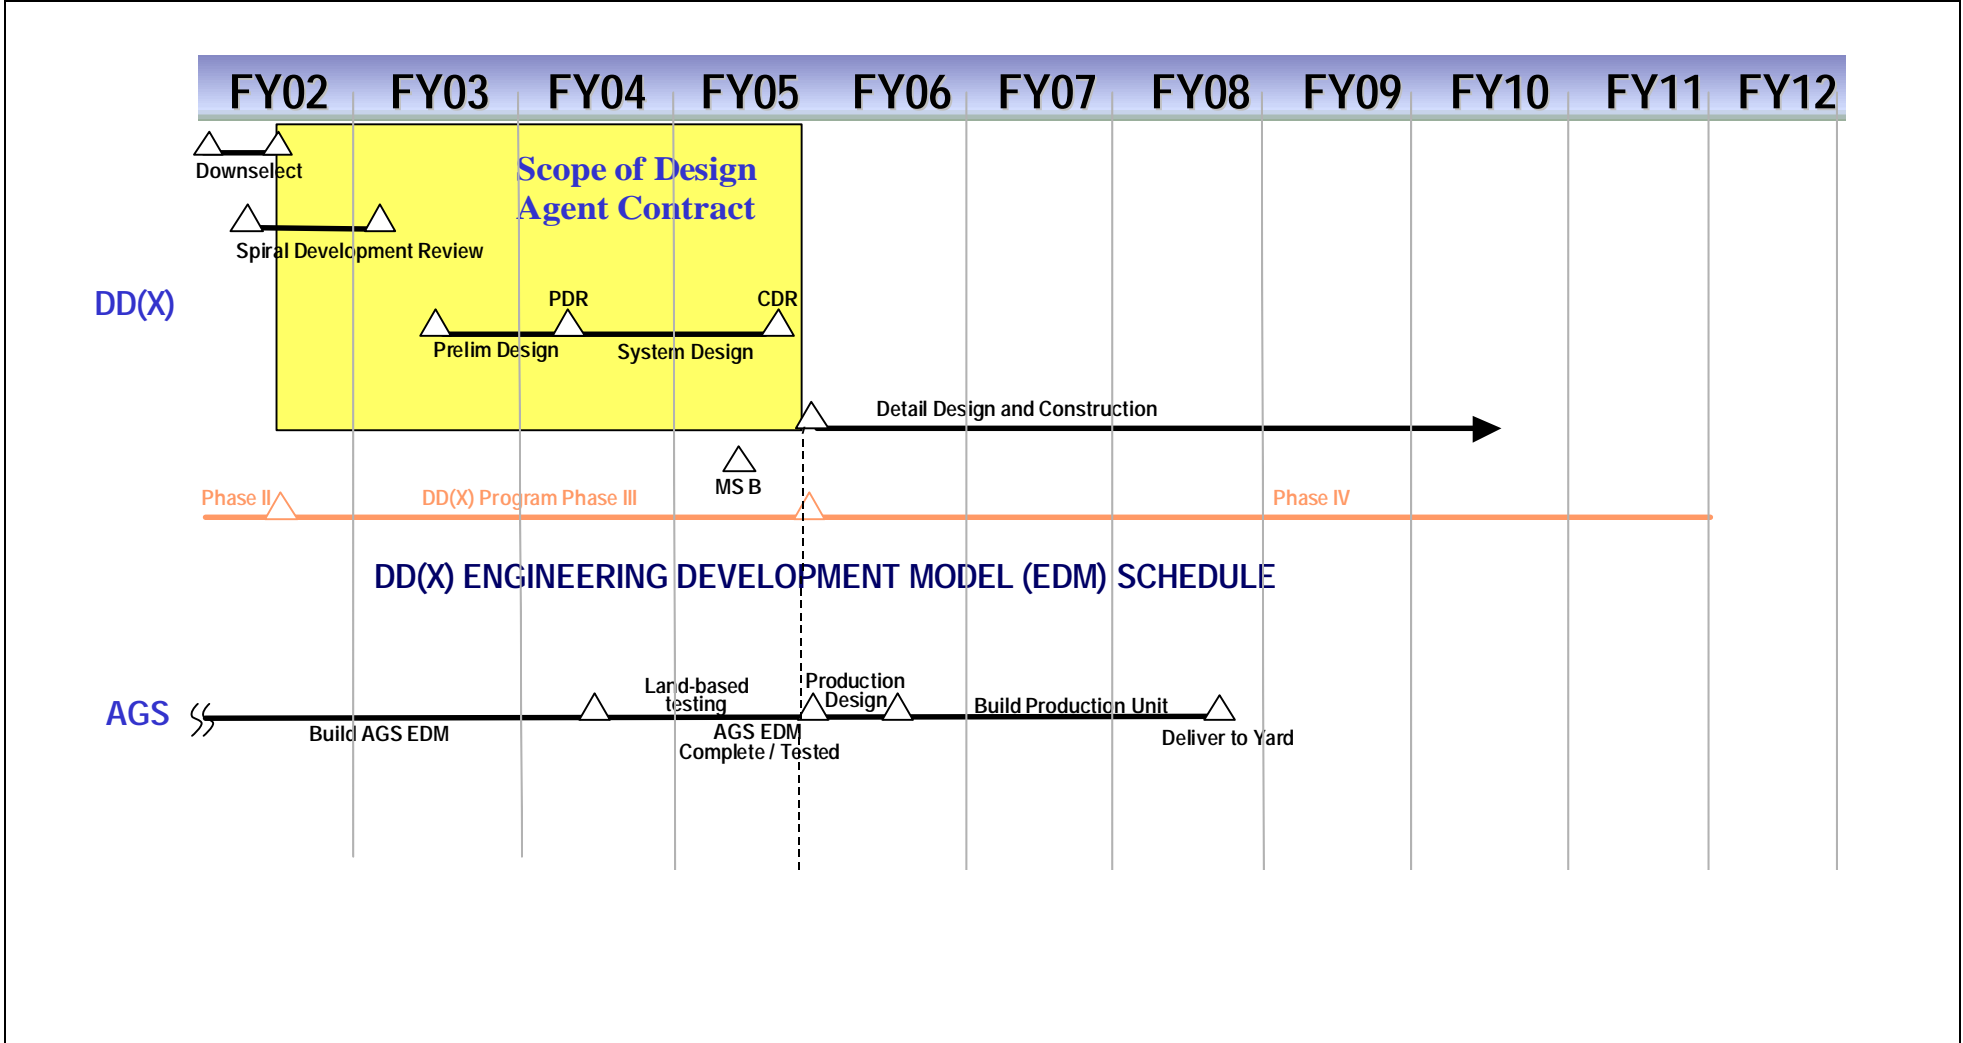 FY02 FY03 FY04 FY05 FY06 FY07 FY08 FY09 FY10 FY11 FY12
Downselect
Scope of Design
Agent Contract
Spiral Development Review
DD(X)
PDR CDR
Prelim Design System Design
Detail Design and Construction
MS B
Phase II DD(X) Program Phase III Phase IV
DD(X) ENGINEERING DEVELOPMENT MODEL (EDM) SCHEDULE
AGS
Build AGS EDM
Land-based
testing
AGS EDM
Complete / Tested
Production
Design
Build Production Unit
Deliver to Yard